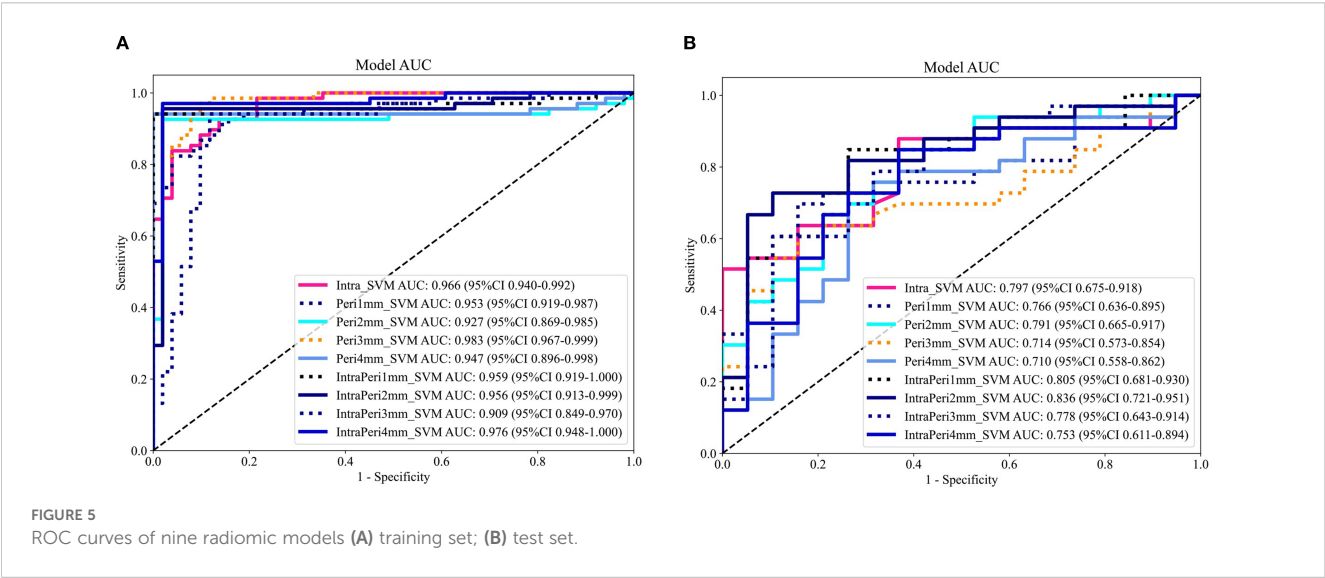 A
Model AUC
1.0
0.8
0.6
0.4
0.2
0.0
Sensitivity
0.0 0.2 0.4 0.6 0.8 1.0
1 - Specificity
Intra_SVM AUC: 0.966 (95%CI 0.940-0.992)
Peri1mm_SVM AUC: 0.953 (95%CI 0.919-0.987)
Peri2mm_SVM AUC: 0.927 (95%CI 0.869-0.985)
Peri3mm_SVM AUC: 0.983 (95%CI 0.967-0.999)
Peri4mm_SVM AUC: 0.947 (95%CI 0.896-0.998)
IntraPeri1mm_SVM AUC: 0.959 (95%CI 0.919-1.000)
IntraPeri2mm_SVM AUC: 0.956 (95%CI 0.913-0.999)
IntraPeri3mm_SVM AUC: 0.909 (95%CI 0.849-0.970)
IntraPeri4mm_SVM AUC: 0.976 (95%CI 0.948-1.000)
B
Model AUC
1.0
0.8
0.6
0.4
0.2
0.0
Sensitivity
0.0 0.2 0.4 0.6 0.8 1.0
1 - Specificity
Intra_SVM AUC: 0.797 (95%CI 0.675-0.918)
Peri1mm_SVM AUC: 0.766 (95%CI 0.636-0.895)
Peri2mm_SVM AUC: 0.791 (95%CI 0.665-0.917)
Peri3mm_SVM AUC: 0.714 (95%CI 0.573-0.854)
Peri4mm_SVM AUC: 0.710 (95%CI 0.558-0.862)
IntraPeri1mm_SVM AUC: 0.805 (95%CI 0.681-0.930)
IntraPeri2mm_SVM AUC: 0.836 (95%CI 0.721-0.951)
IntraPeri3mm_SVM AUC: 0.778 (95%CI 0.643-0.914)
IntraPeri4mm_SVM AUC: 0.753 (95%CI 0.611-0.894)
FIGURE 5
ROC curves of nine radiomic models (A) training set; (B) test set.